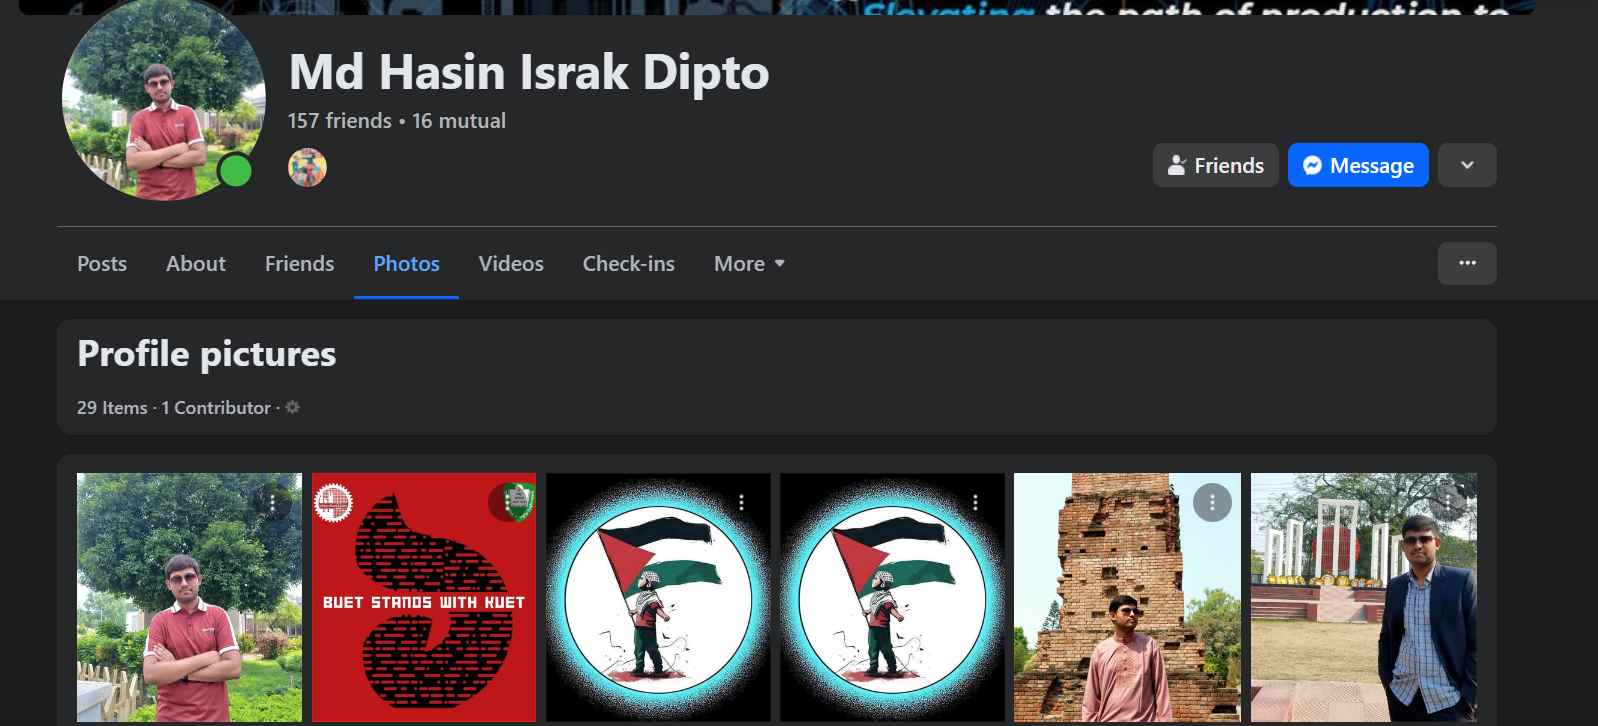 Elevating the path of production to
Md Hasin Israk Dipto
157 friends • 16 mutual
Friends
Message
Posts
About
Friends
Photos
Videos
Check-ins
More
Profile pictures
29 Items · 1 Contributor ·
BUET STANDS WITH KUET